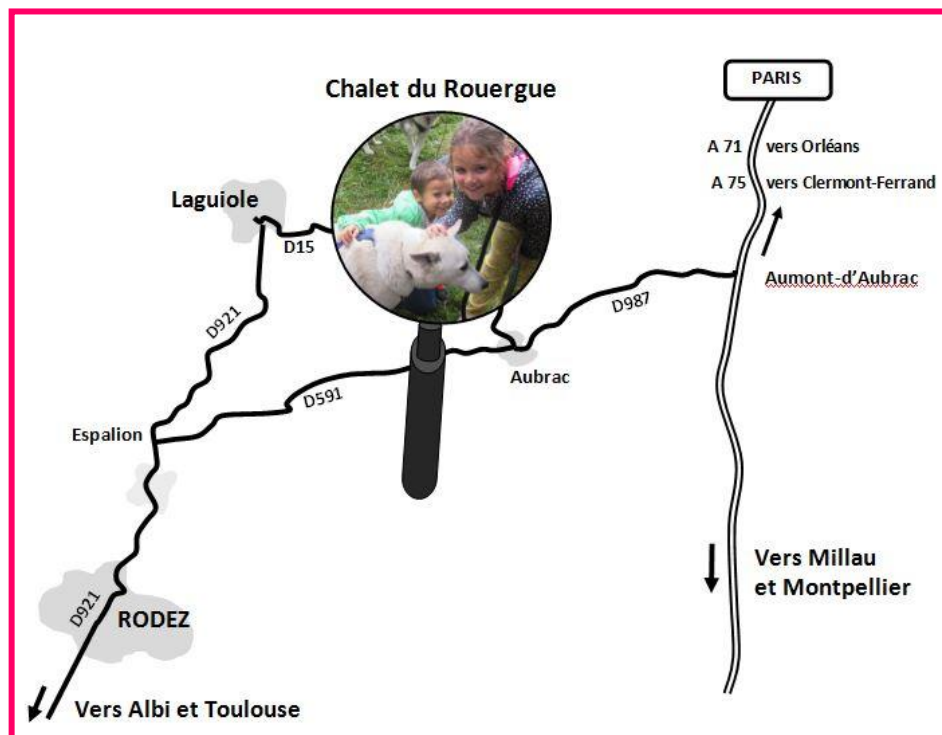 PARIS
Chalet du Rouergue
A 71 vers Orléans
A 75 vers Clermont-Ferrand
Laguiole
D15
Aumont-d'Aubrac
D987
D921
Aubrac
D591
Espalion
Vers Millau
et Montpellier
D921
RODEZ
Vers Albi et Toulouse